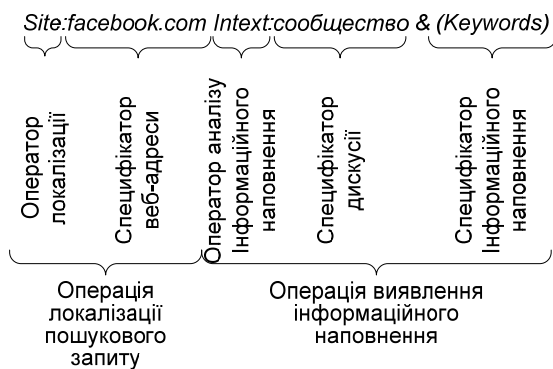 Site:facebook.com Intext:сообщество & (Keywords)
Оператор
локалізації
Специфікатор
веб-адреси
Оператор аналізу
Інформаційного
наповнення
Специфікатор
дискусії
Специфікатор
Інформаційного
наповнення
Операція
локалізації
пошукового
запиту
Операція виявлення
інформаційного
наповнення